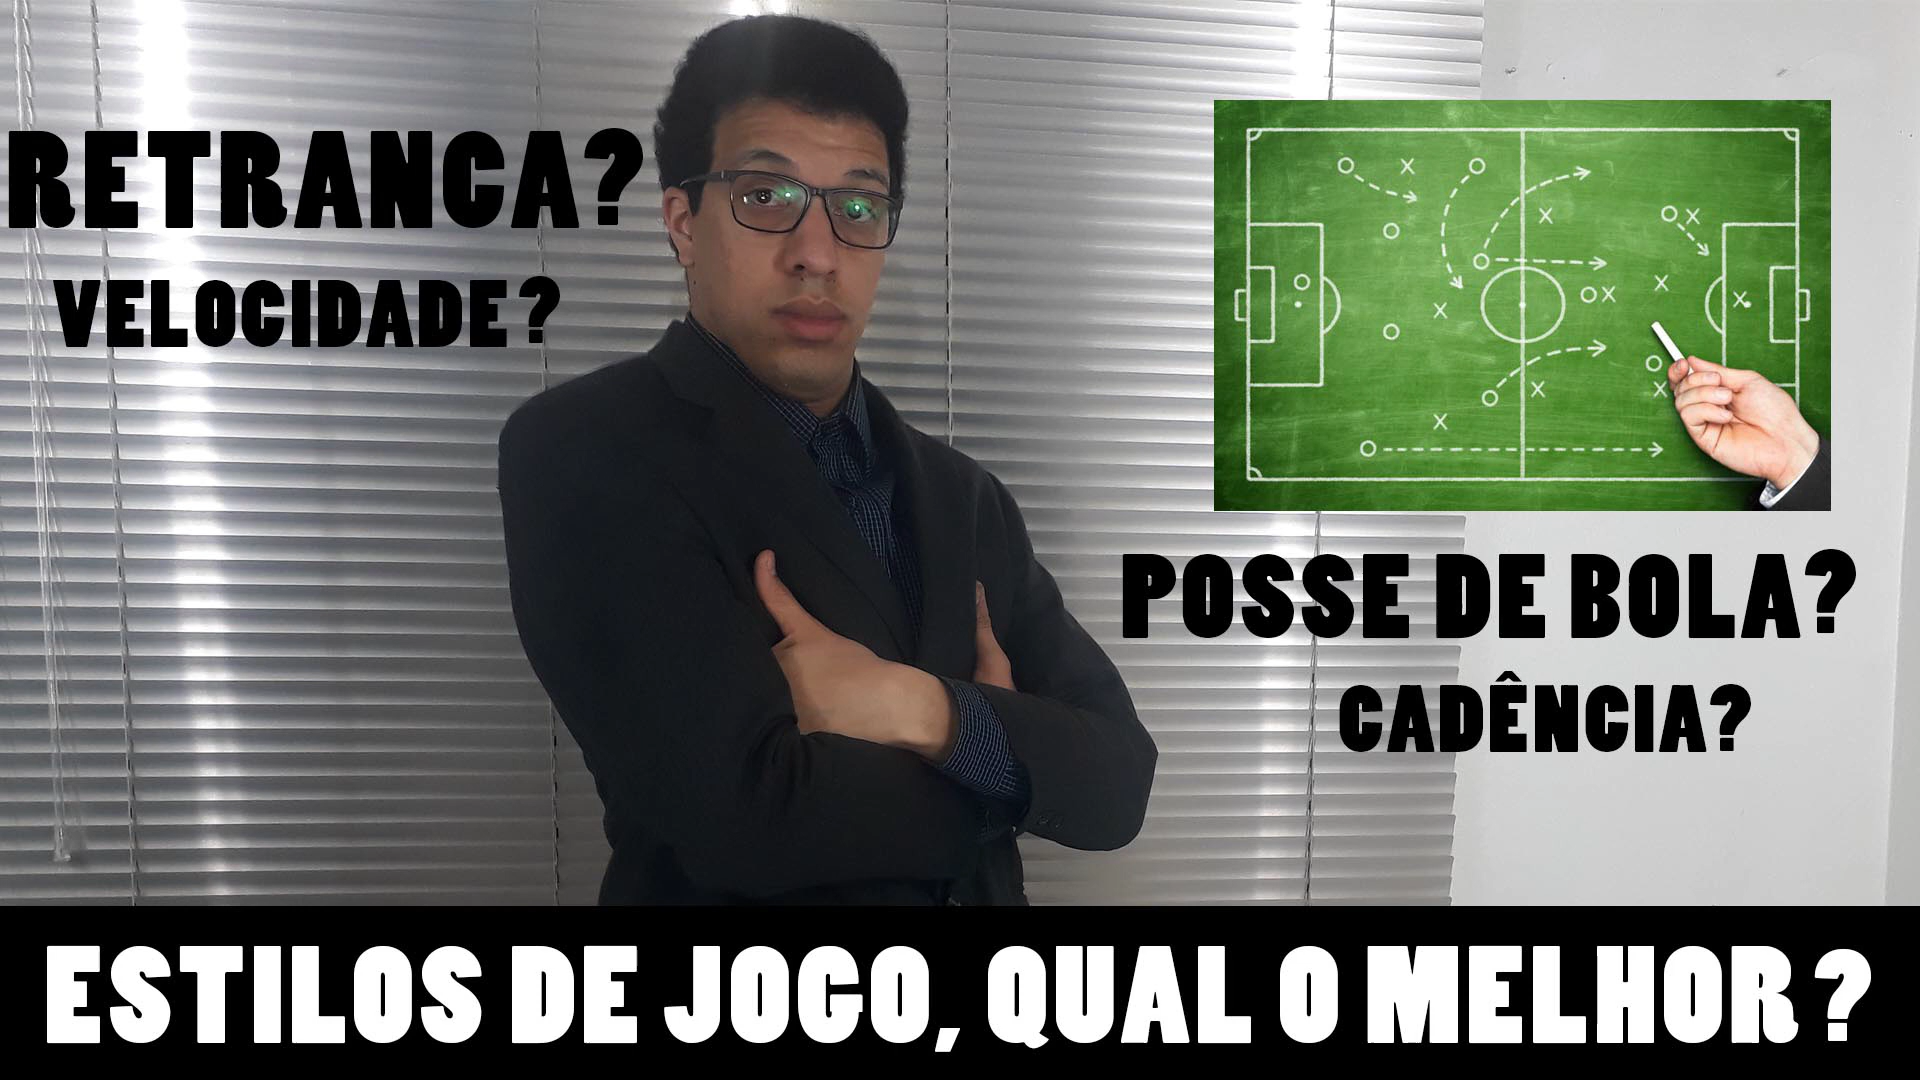 RETRANCA?
VELOCIDADE?
POSSE DE BOLA?
CADÊNCIA?
ESTILOS DE JOGO, QUAL O MELHOR?